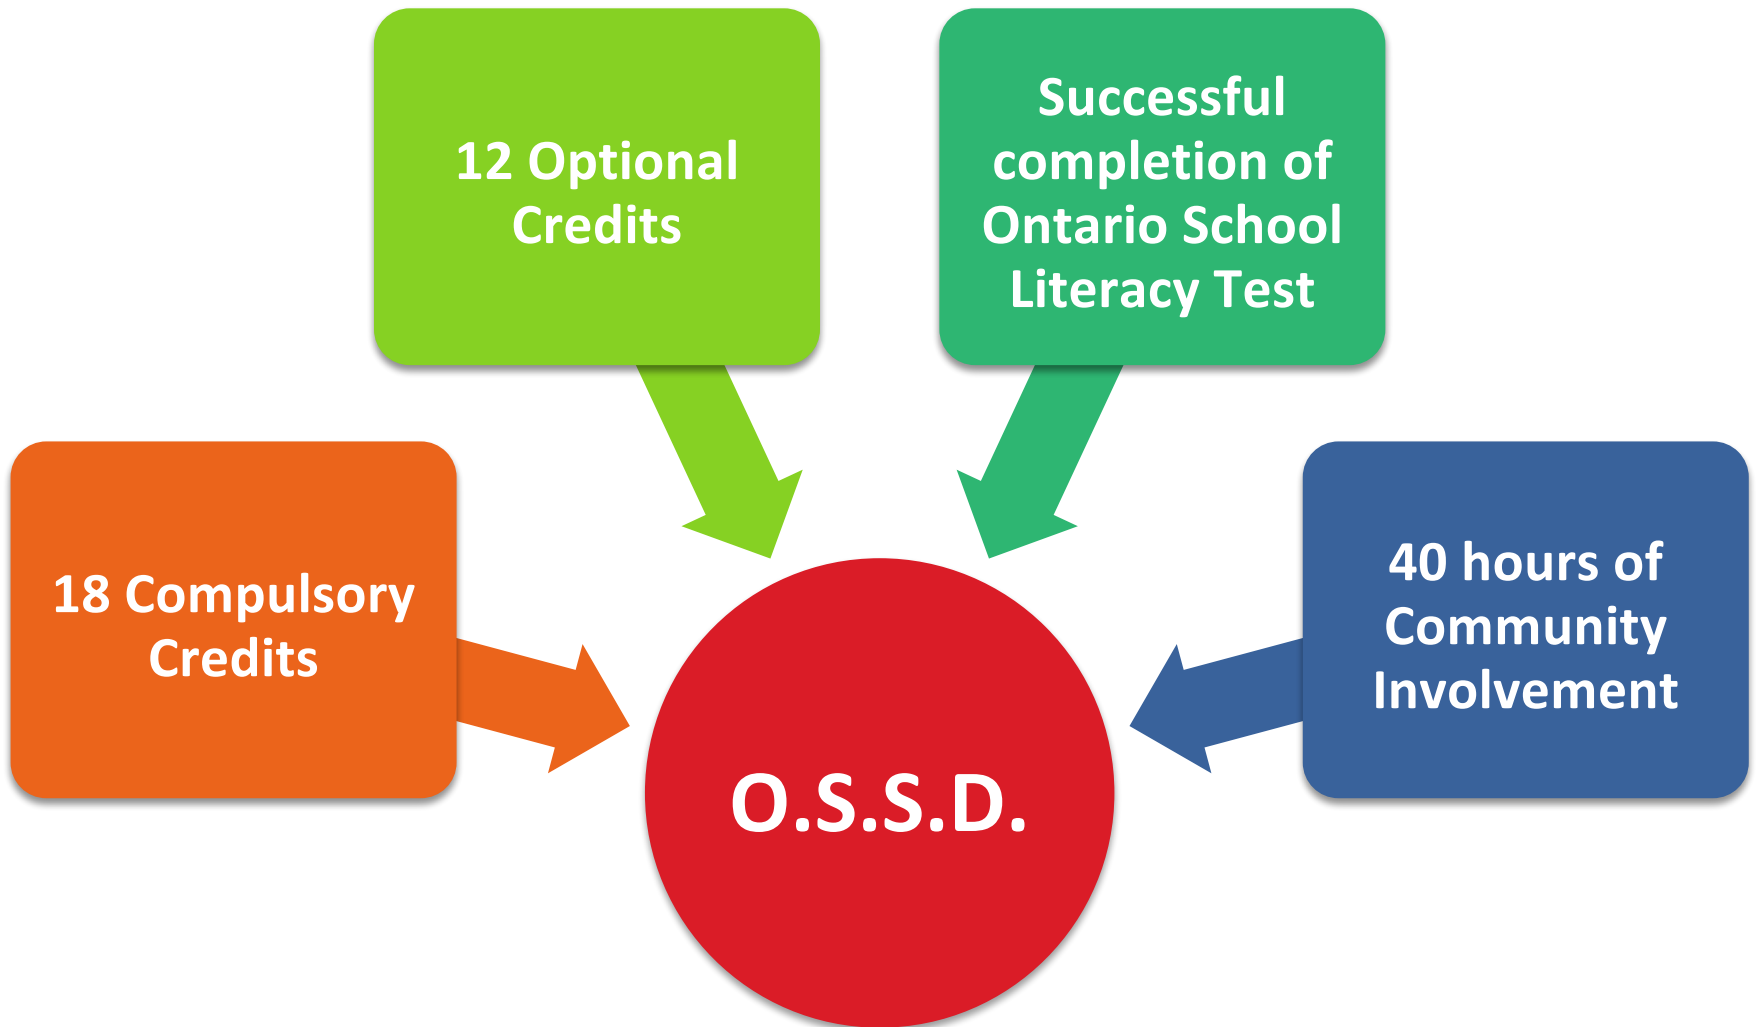 12 Optional
Credits
Successful
completion of
Ontario School
Literacy Test
18 Compulsory
Credits
40 hours of
Community
Involvement
O.S.S.D.